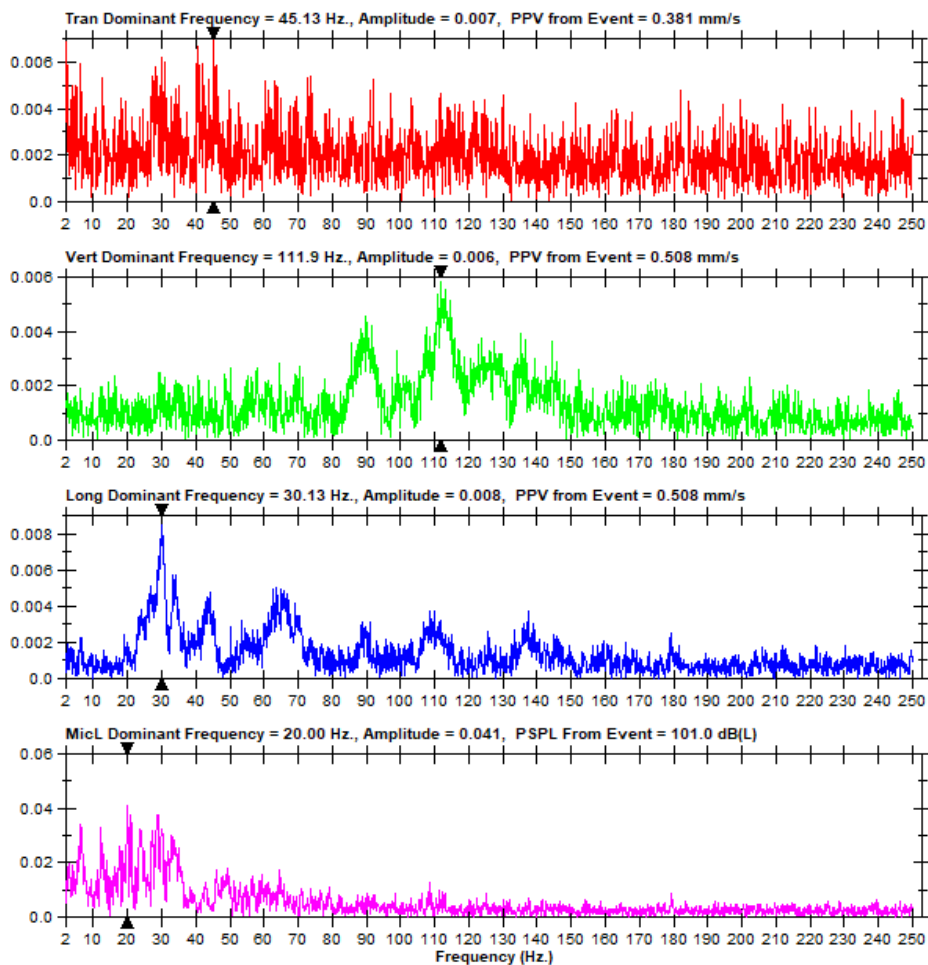 Tran Dominant Frequency = 45.13 Hz., Amplitude = 0.007, PPV from Event = 0.381 mm/s
0.006
0.004
0.002
0.0
2 10 20 30 40 50 60 70 80 90 100 110 120 130 140 150 160 170 180 190 200 210 220 230 240 250
Vert Dominant Frequency = 111.9 Hz., Amplitude = 0.006, PPV from Event = 0.508 mm/s
0.006
0.004
0.002
0.0
2 10 20 30 40 50 60 70 80 90 100 110 120 130 140 150 160 170 180 190 200 210 220 230 240 250
Long Dominant Frequency = 30.13 Hz., Amplitude = 0.008, PPV from Event = 0.508 mm/s
0.008
0.006
0.004
0.002
0.0
2 10 20 30 40 50 60 70 80 90 100 110 120 130 140 150 160 170 180 190 200 210 220 230 240 250
MicL Dominant Frequency = 20.00 Hz., Amplitude = 0.041, PSPL From Event = 101.0 dB(L)
0.06
0.04
0.02
0.0
2 10 20 30 40 50 60 70 80 90 100 110 120 130 140 150 160 170 180 190 200 210 220 230 240 250
Frequency (Hz.)